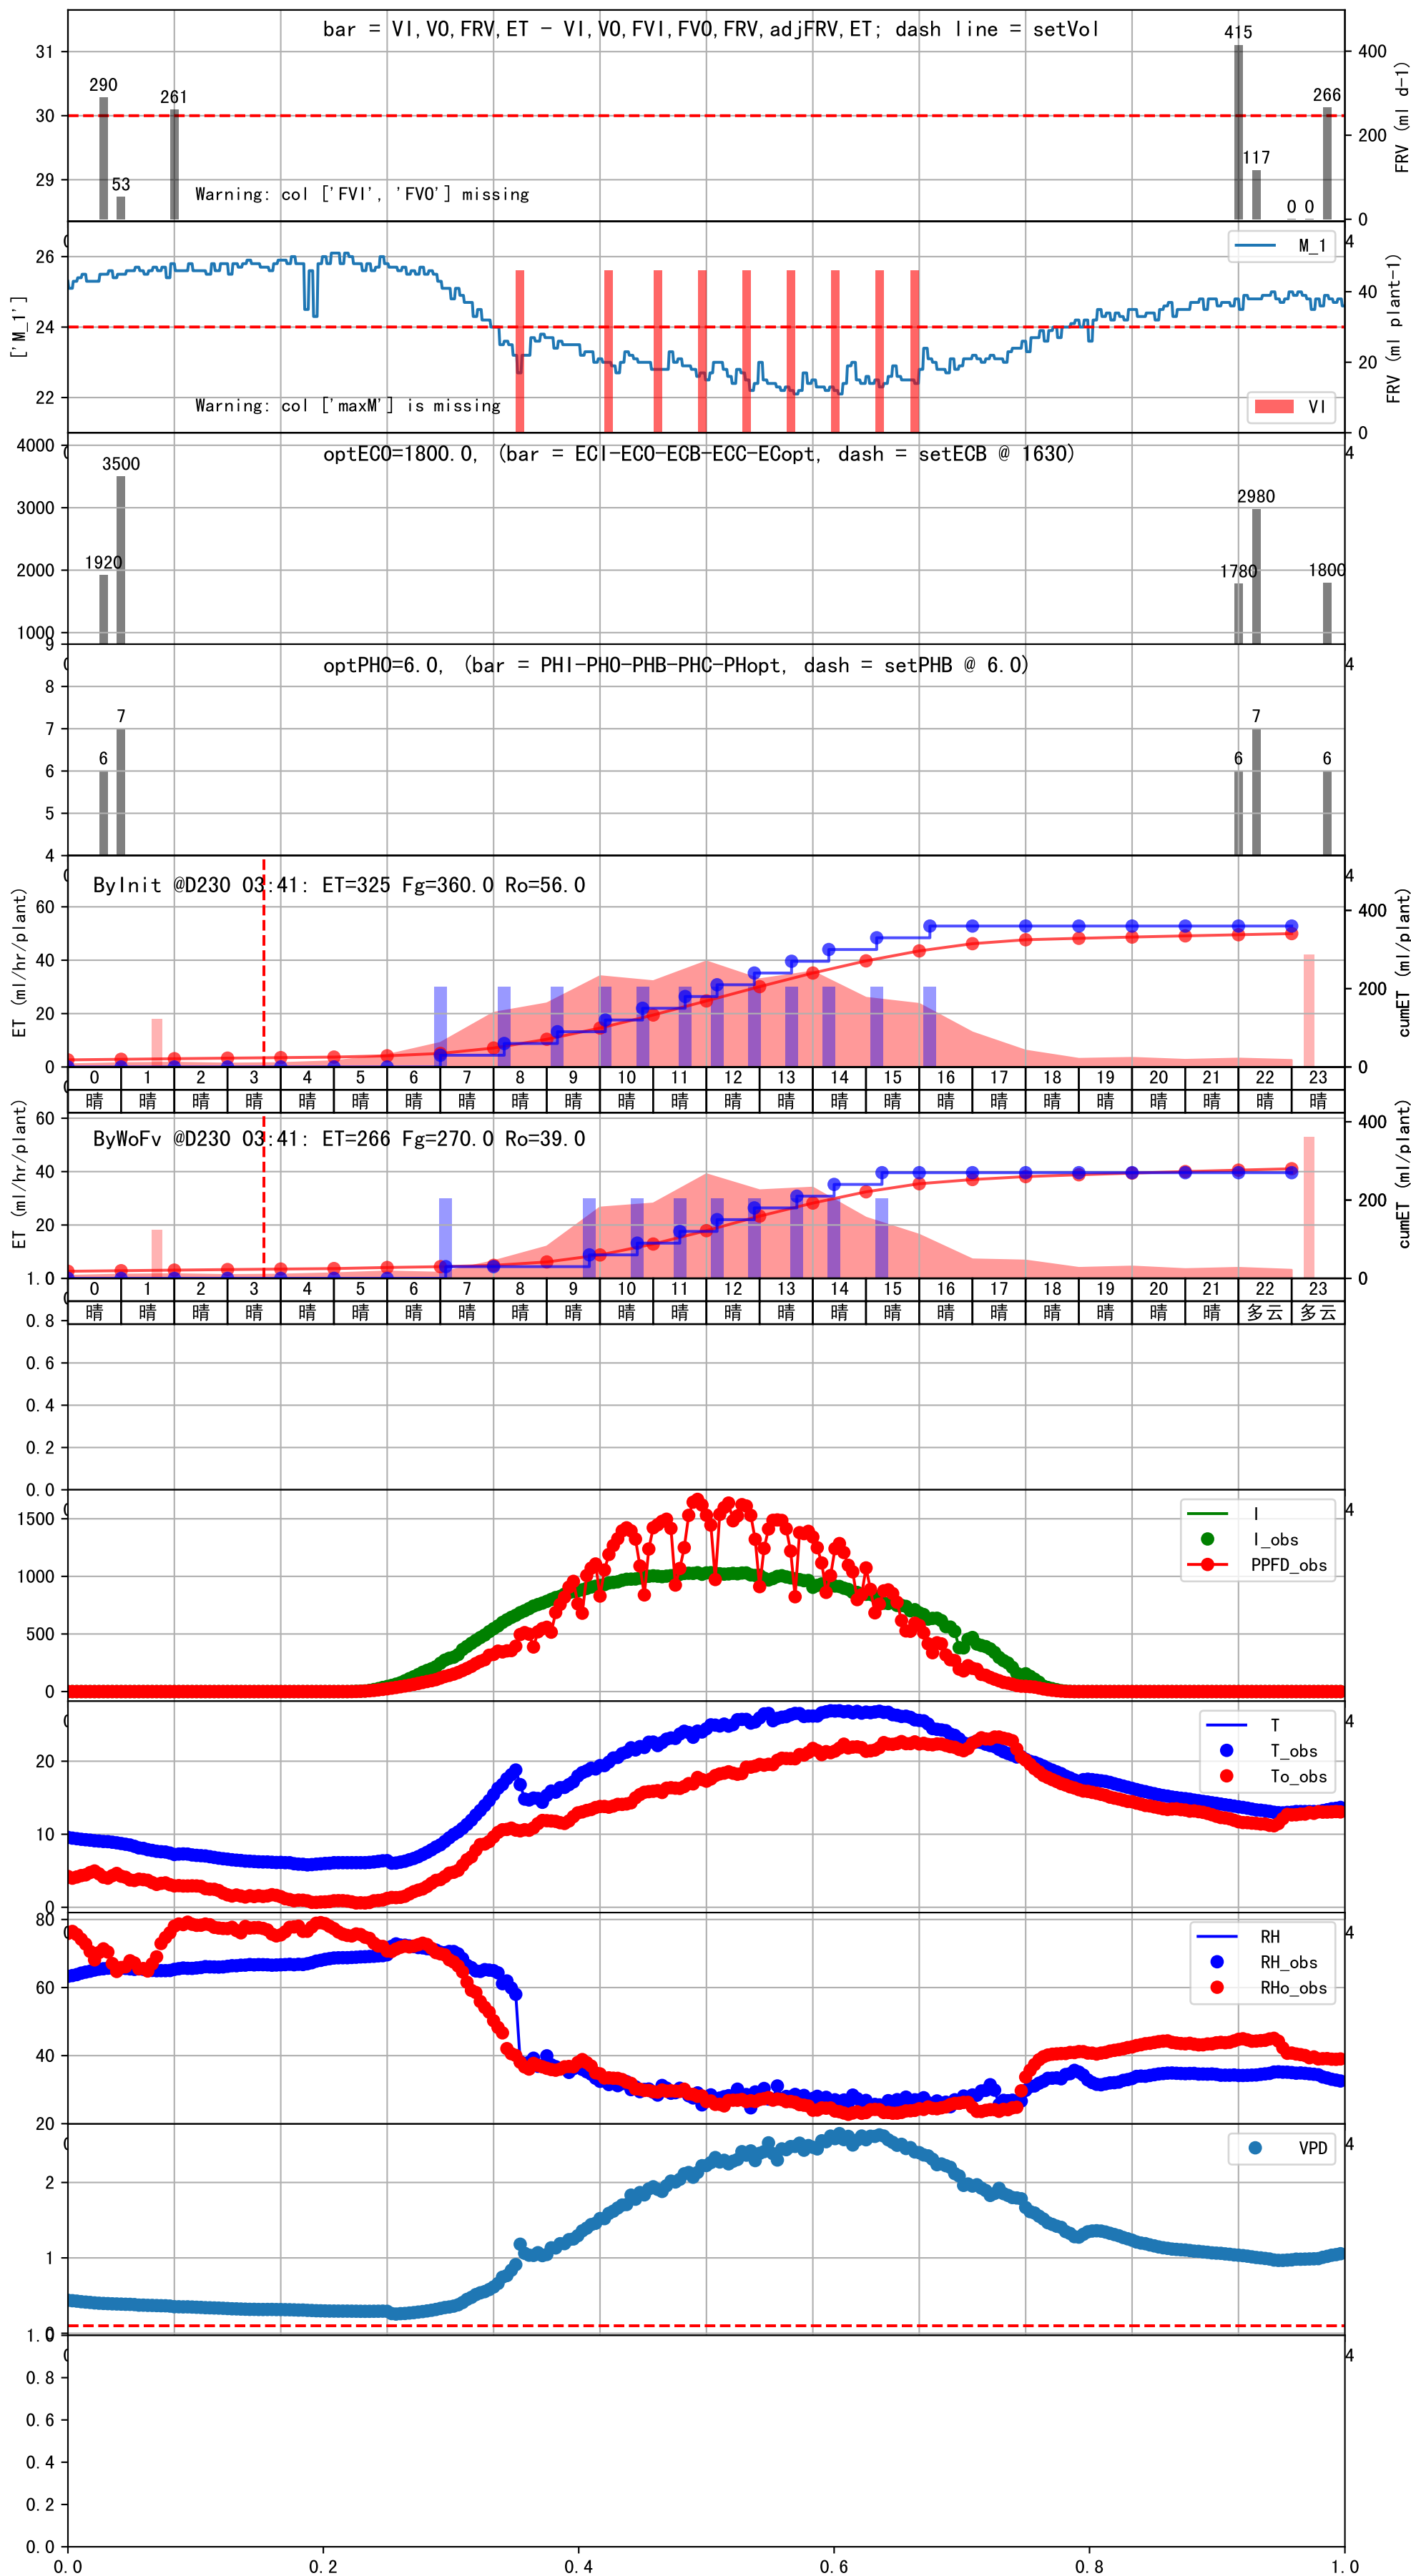 bar = VI,VO,FRV,ET - VI,VO,FVI,FVO,FRV,adjFRV,ET; dash line = setVol
415
31
400
290
261
266
30
FRV (ml d-1)
200
117
53
29
Warning: col ['FVI', 'FVO'] missing
0 0
0
4
M_1
26
40
['M_1']
24
FRV (ml plant-1)
20
22
Warning: col ['maxM'] is missing
VI
0
4000
optECO=1800.0, (bar = ECI-ECO-ECB-ECC-ECopt, dash = setECB @ 1630)
4
3500
3000
2980
1920
2000
1780
1800
1000
9
optPHO=6.0, (bar = PHI-PHO-PHB-PHC-PHopt, dash = setPHB @ 6.0)
4
8
7
7
7
6
6
6
6
5
4
4
ByInit @D230 03:41: ET=325 Fg=360.0 Ro=56.0
ET (ml/hr/plant)
60
400
40
200
20
0
0
cumET (ml/plant)
0 1 2 3 4 5 6 7 8 9 10 11 12 13 14 15 16 17 18 19 20 21 22 23
晴 晴 晴 晴 晴 晴 晴 晴 晴 晴 晴 晴 晴 晴 晴 晴 晴 晴 晴 晴 晴 晴 晴 晴
ByWoFv @D230 03:41: ET=266 Fg=270.0 Ro=39.0
ET (ml/hr/plant)
60
400
40
200
20
1.0
0
cumET (ml/plant)
0 1 2 3 4 5 6 7 8 9 10 11 12 13 14 15 16 17 18 19 20 21 22 23
晴 晴 晴 晴 晴 晴 晴 晴 晴 晴 晴 晴 晴 晴 晴 晴 晴 晴 晴 晴 晴 晴 多云 多云
0.8
0.6
0.4
0.2
0.0
4
I
I_obs
PPFD_obs
1500
1000
500
0
4
T
T_obs
To_obs
20
10
0
80
4
RH
RH_obs
RHo_obs
60
40
20
4
VPD
2
1
0
1.0
4
0.8
0.6
0.4
0.2
0.0
0.0 0.2 0.4 0.6 0.8 1.0